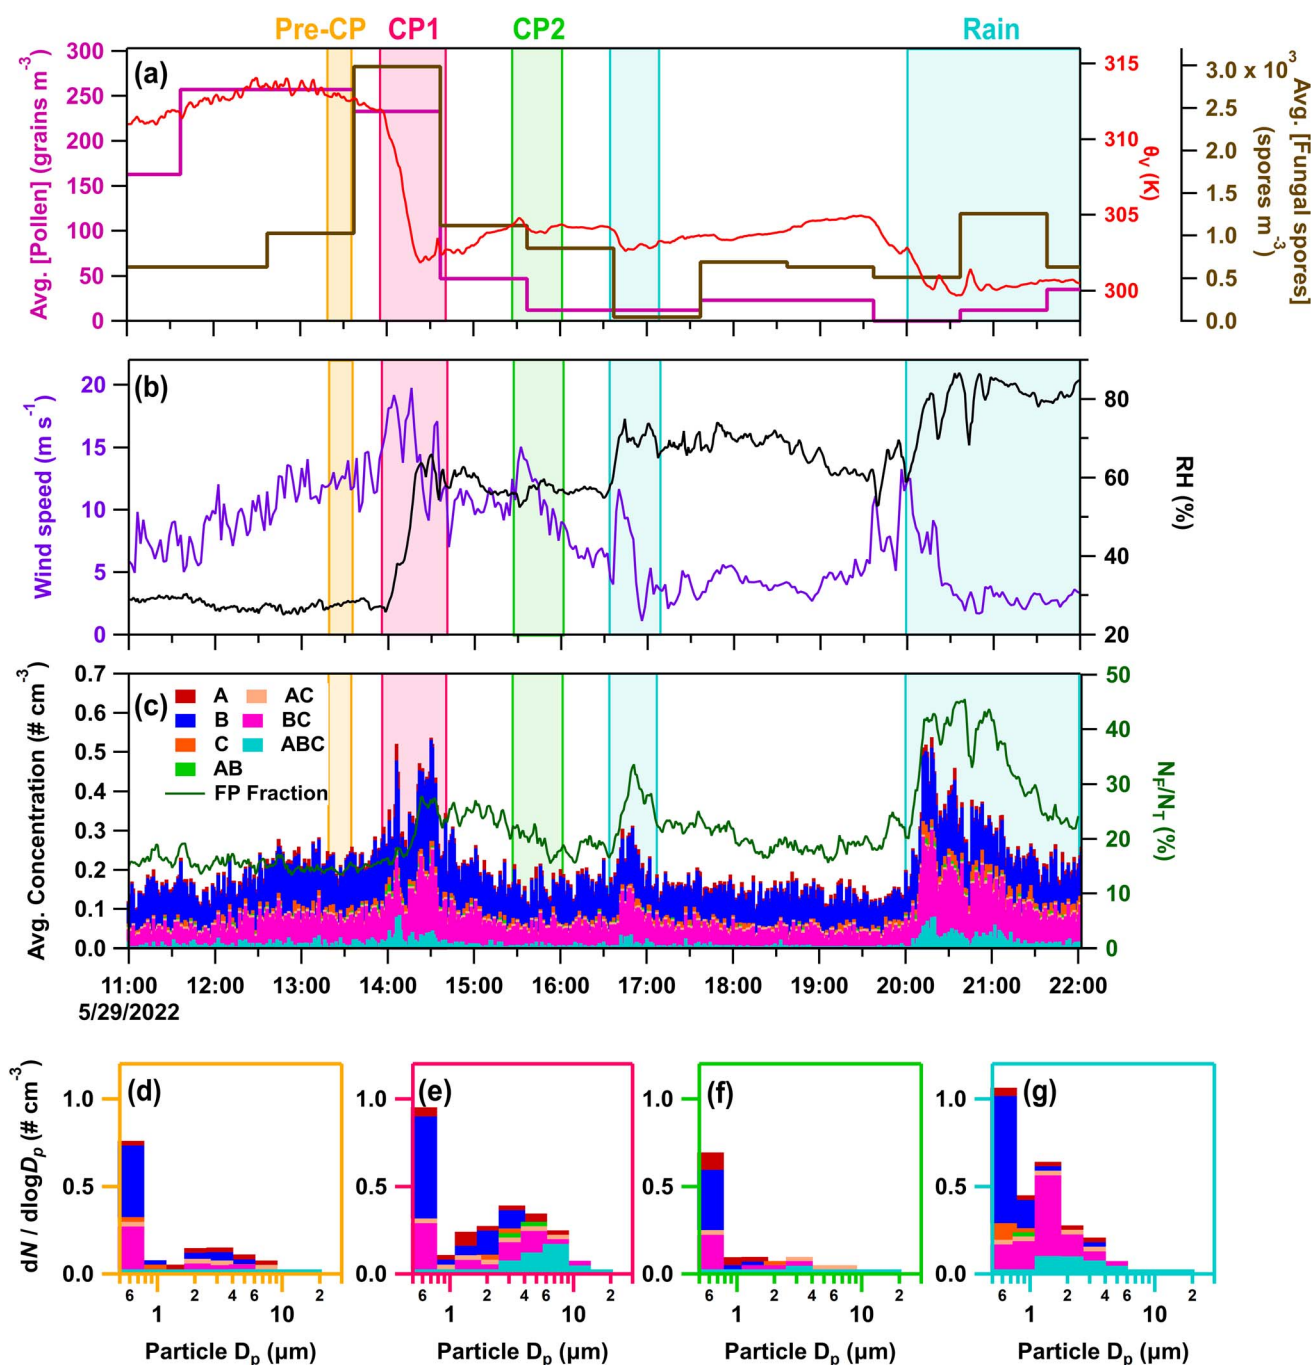 Pre-CP CP1 CP2 Rain
(a)
300
250
200
150
100
50
0
Avg. [Pollen] (grains m-3)
315
310
305
300
θv (K)
3.0 x 10^3
2.5
2.0
1.5
1.0
0.5
0.0
Avg. [Fungal spores]
(spores m-3)
(b)
20
15
10
5
0
Wind speed (m s-1)
80
60
40
20
RH (%)
(c)
0.7
0.6
0.5
0.4
0.3
0.2
0.1
0.0
Avg. Concentration (# cm-3)
A AC
B BC
C ABC
AB
FP Fraction
50
40
30
20
10
0
NF/NT (%)
11:00 12:00 13:00 14:00 15:00 16:00 17:00 18:00 19:00 20:00 21:00 22:00
5/29/2022
dN / dlogDp (# cm-3)
(d)
1.0
0.5
0.0
6 2 4 6 2
1 10
Particle Dp (µm)
(e)
1.0
0.5
0.0
6 2 4 6 2
1 10
Particle Dp (µm)
(f)
1.0
0.5
0.0
6 2 4 6 2
1 10
Particle Dp (µm)
(g)
1.0
0.5
0.0
6 2 4 6 2
1 10
Particle Dp (µm)